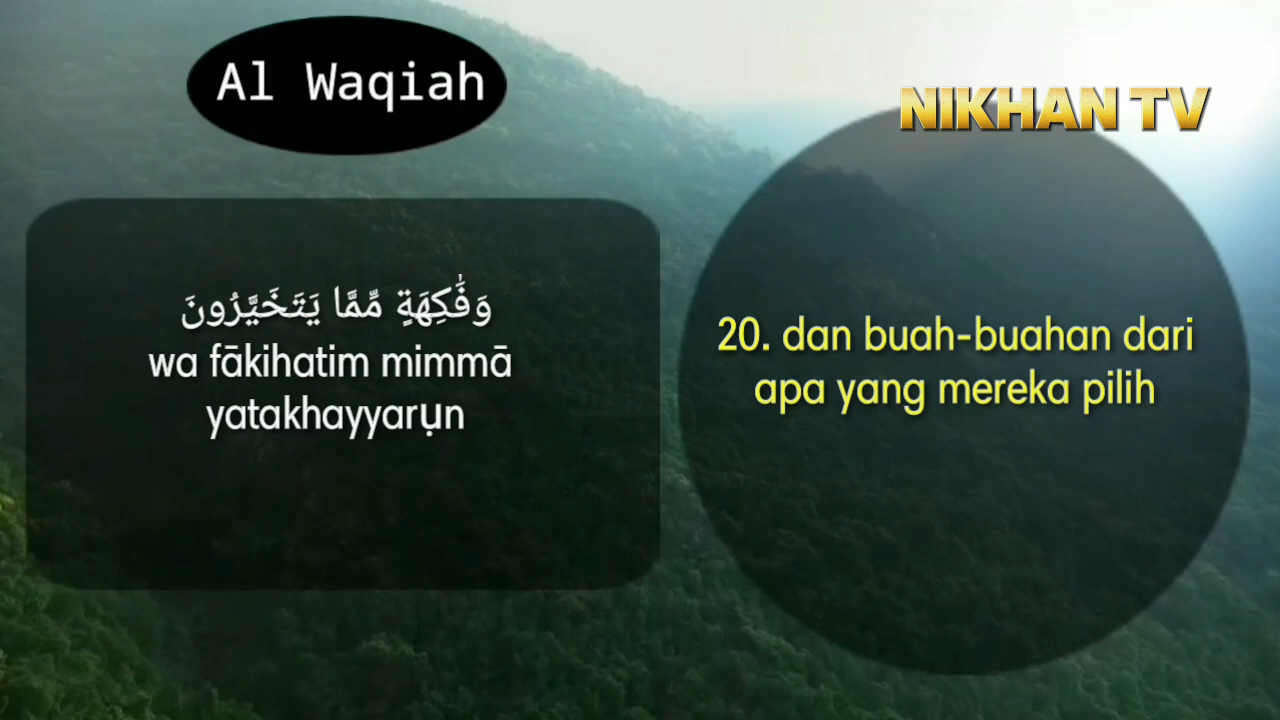 Al Waqiah
NIKHAN TV
وَفَٰكِهَةٍ مِّمَّا يَتَخَيَّرُونَ
wa fākihatim mimmā
yatakhayyarụn
20. dan buah-buahan dari
apa yang mereka pilih